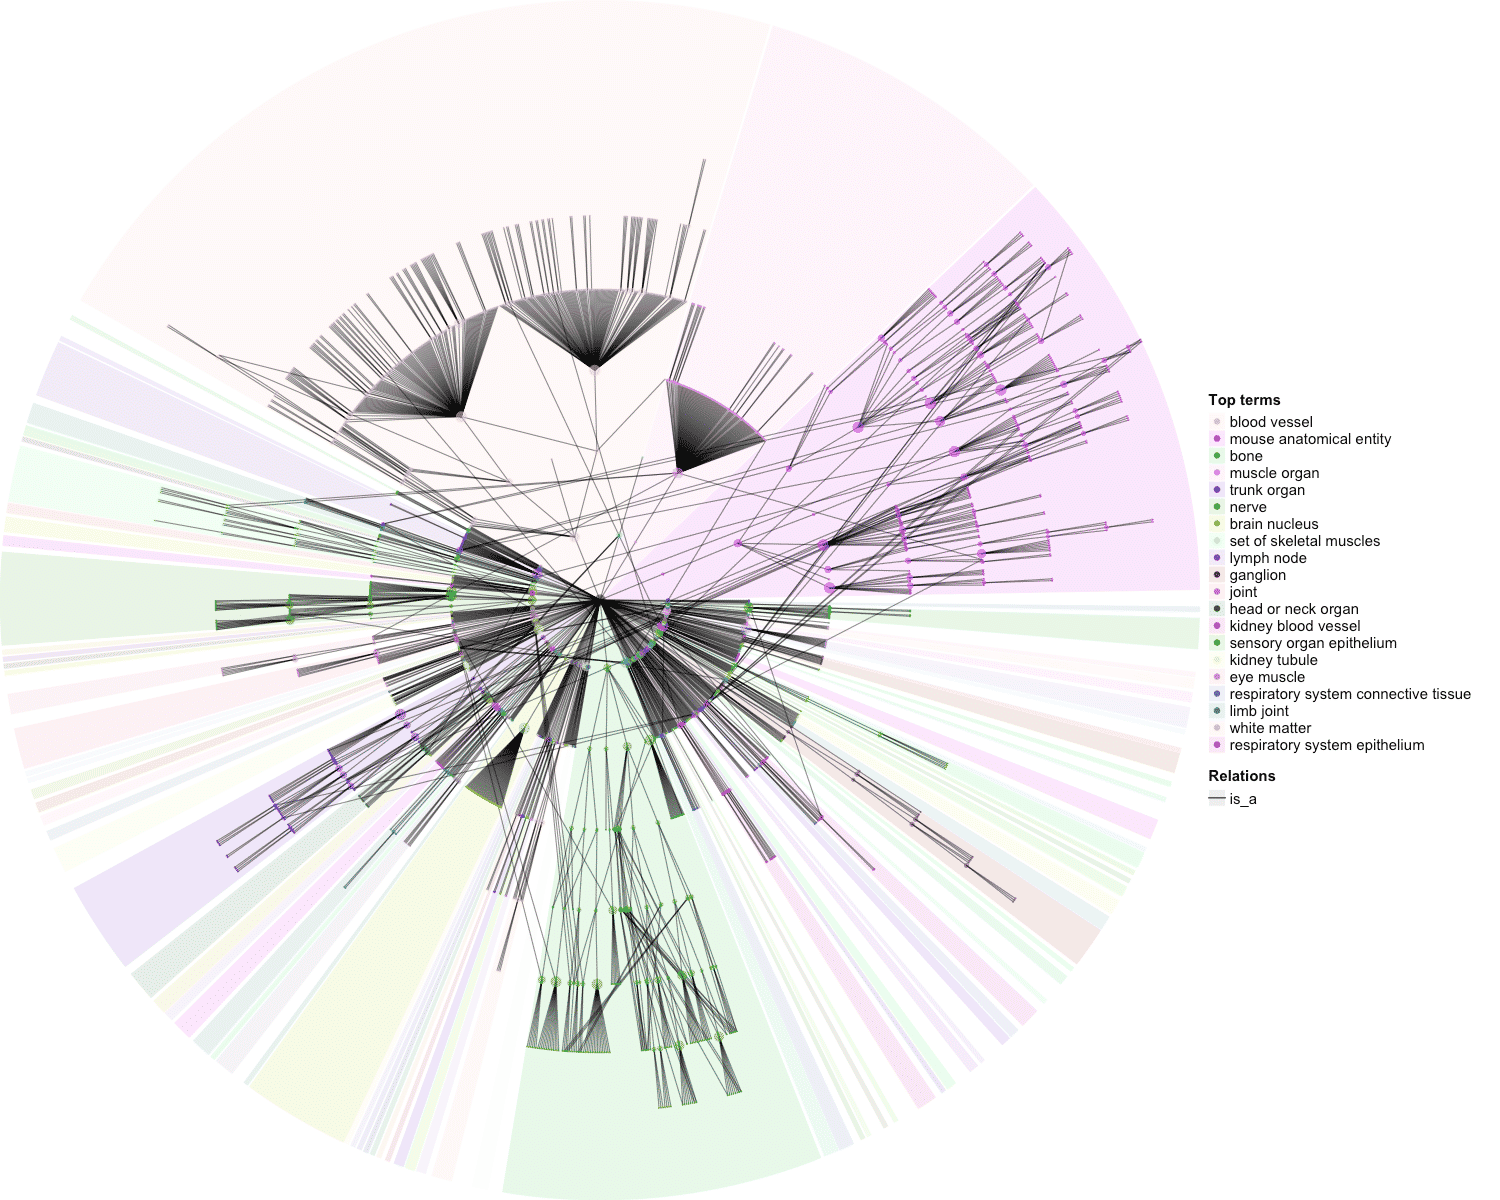 Top terms
blood vessel
mouse anatomical entity
bone
muscle organ
trunk organ
nerve
brain nucleus
set of skeletal muscles
lymph node
ganglion
joint
head or neck organ
kidney blood vessel
sensory organ epithelium
kidney tubule
eye muscle
respiratory system connective tissue
limb joint
white matter
respiratory system epithelium
Relations
is_a